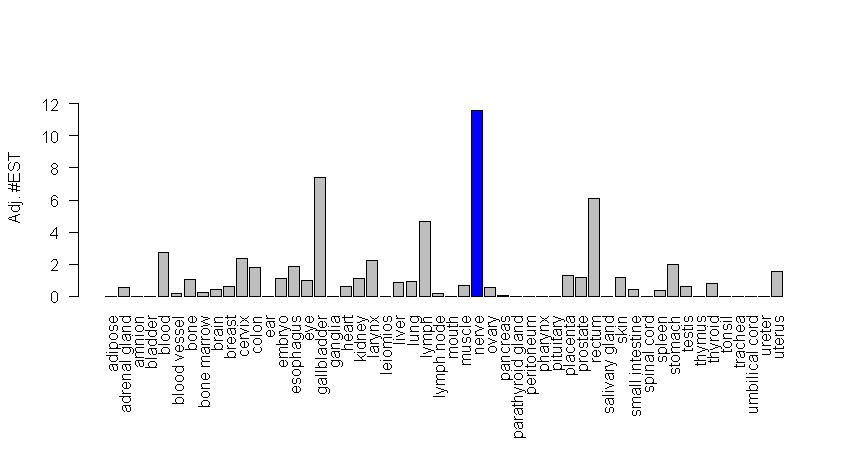 Adj. #EST
12
10
8
6
4
2
0
adipose
adrenal gland
amnion
bladder
blood
blood vessel
bone
bone marrow
brain
breast
cervix
colon
ear
embryo
esophagus
eye
gallbladder
ganglia
heart
kidney
larynx
leiomios
liver
lung
lymph
lymph node
mouth
muscle
nerve
ovary
pancreas
parathyroid gland
peritoneum
pharynx
pituitary
placenta
prostate
rectum
salivary gland
skin
small intestine
spinal cord
spleen
stomach
testis
thymus
thyroid
tonsil
trachea
umbilical cord
ureter
uterus